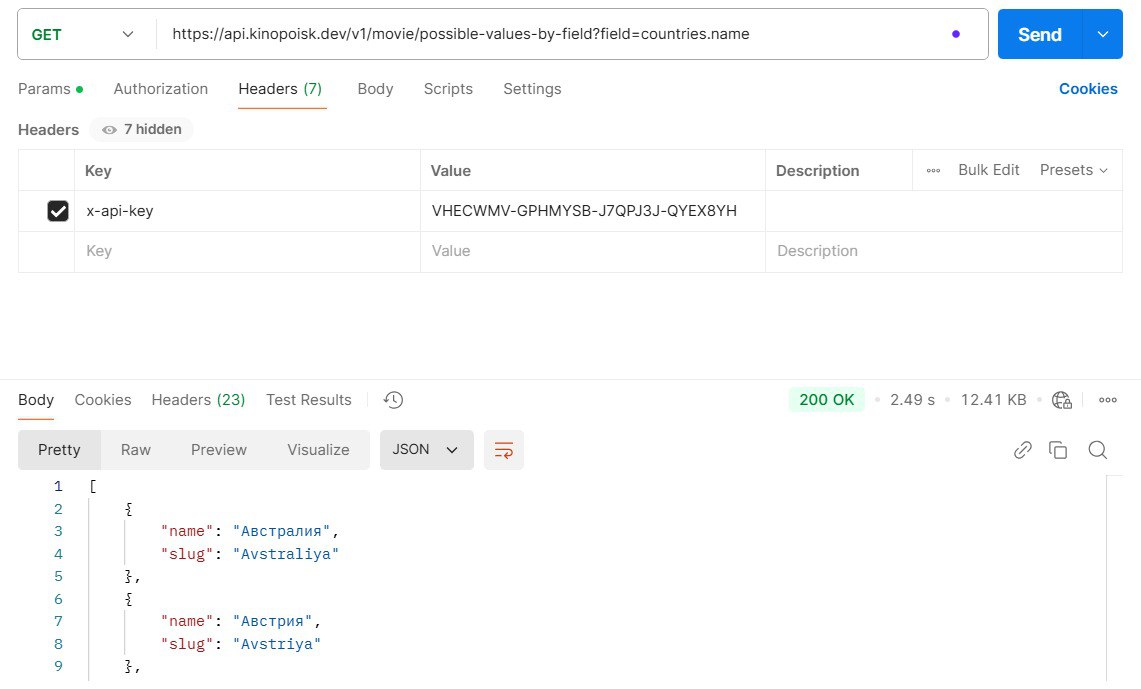 GET https://api.kinopoisk.dev/v1/movie/possible-values-by-field?field=countries.name Send
Params Authorization Headers (7) Body Scripts Settings Cookies
Headers 7 hidden
Key Value Description Bulk Edit Presets
x-api-key VHECWMV-GPHMYSB-J7QPJ3J-QYEX8YH
Key Value Description
Body Cookies Headers (23) Test Results 200 OK 2.49 s 12.41 KB
Pretty Raw Preview Visualize JSON
1 [
2 {
3 "name": "Австралия",
4 "slug": "Avstraliya"
5 },
6 {
7 "name": "Австрия",
8 "slug": "Avstriya"
9 },